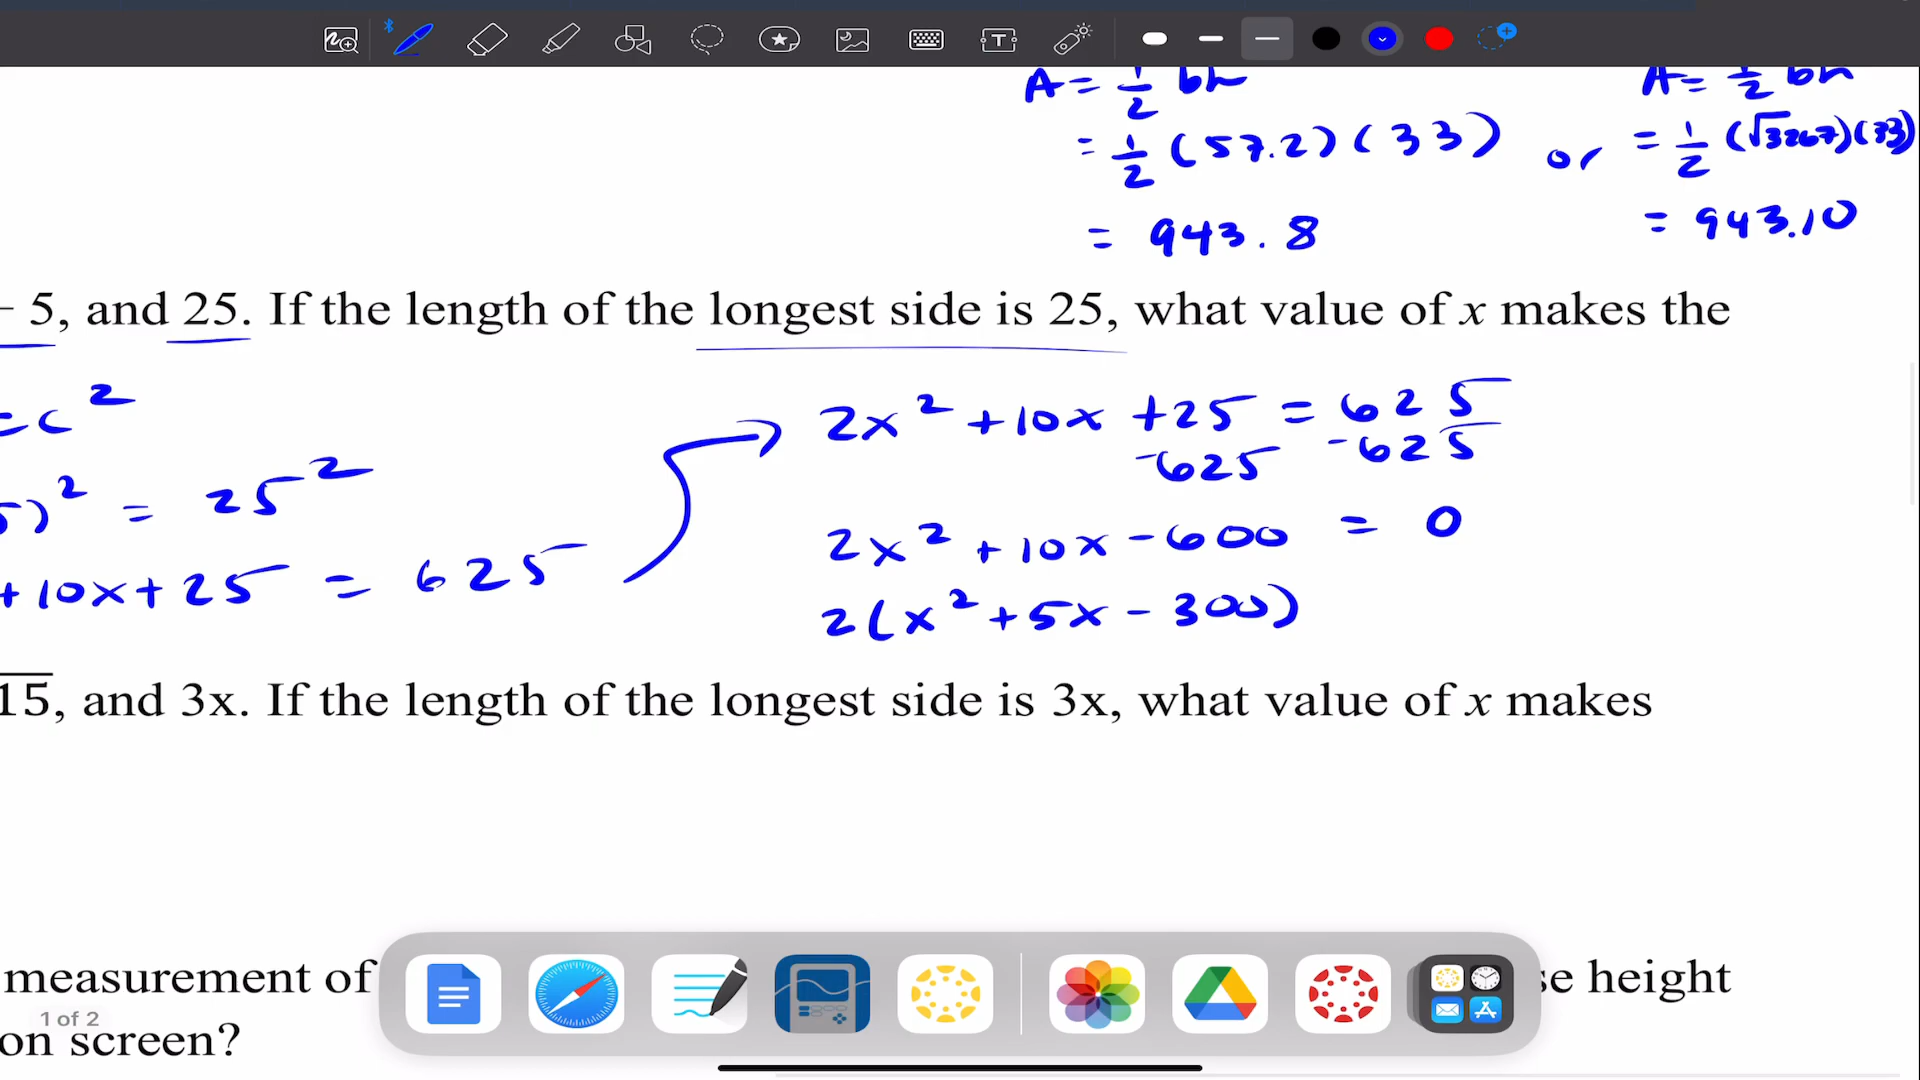 A = 1/2 bh
= 1/2 (57.2)(33)
= 943.8
or
A = 1/2 bh
= 1/2 (√3267)(33)
= 943.10
– 5, and 25. If the length of the longest side is 25, what value of x makes the
= c²
)² = 25²
+ 10x + 25 = 625
2x² + 10x + 25 = 625
-625 -625
2x² + 10x - 600 = 0
2(x² + 5x - 300)
15, and 3x. If the length of the longest side is 3x, what value of x makes
measurement of
se height
1 of 2
on screen?